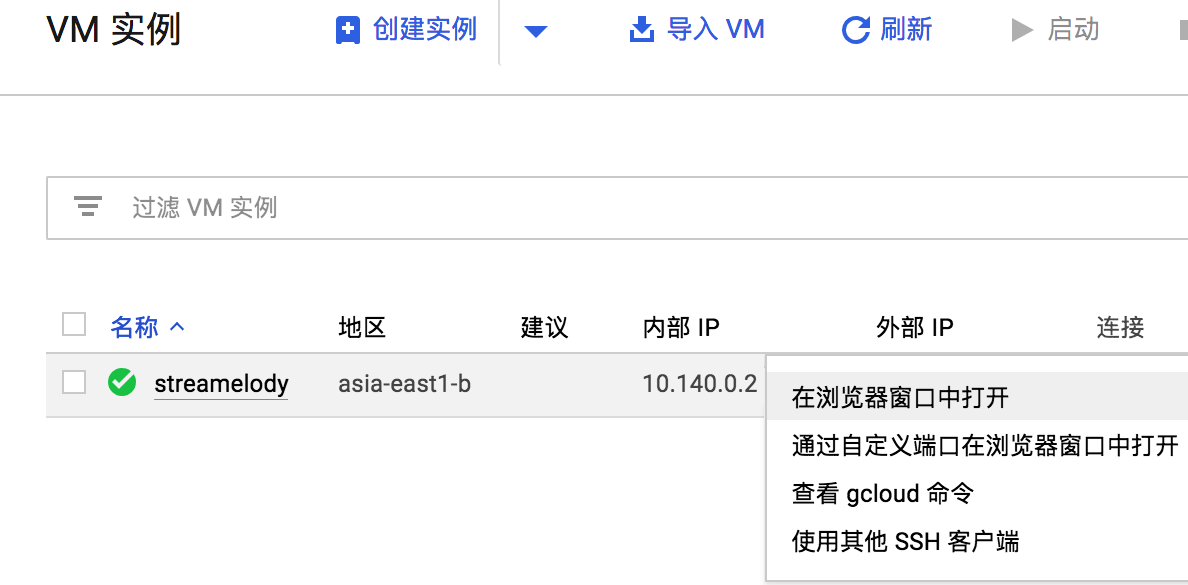 VM 实例 创建实例 导入 VM 刷新 启动
过滤 VM 实例
名称 地区 建议 内部 IP 外部 IP 连接
streamelody asia-east1-b 10.140.0.2
在浏览器窗口中打开
通过自定义端口在浏览器窗口中打开
查看 gcloud 命令
使用其他 SSH 客户端